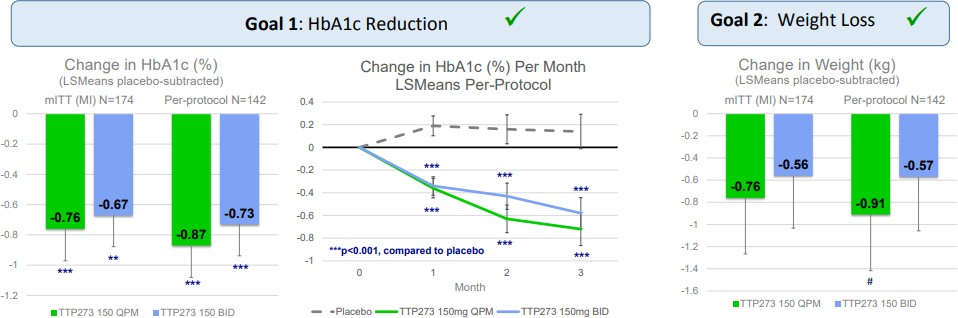 Goal 1: HbA1c Reduction ✓
Goal 2: Weight Loss ✓
Change in HbA1c (%)
(LSMeans placebo-subtracted)
mITT (MI) N=174 Per-protocol N=142
0
-0.2
-0.4
-0.6
-0.8
-1
-1.2
-0.76
-0.67
-0.87
-0.73
***
**
***
***
TTP273 150 QPM TTP273 150 BID
Change in HbA1c (%) Per Month
LSMeans Per-Protocol
0.4
0.2
0
-0.2
-0.4
-0.6
-0.8
-1
***
***
***
***
***
***
***p<0.001, compared to placebo
0 1 2 3
Month
Placebo TTP273 150mg QPM TTP273 150mg BID
Change in Weight (kg)
(LSMeans placebo-subtracted)
mITT (MI) N=174 Per-protocol N=142
0
-0.2
-0.4
-0.6
-0.8
-1
-1.2
-1.4
-1.6
-0.76
-0.56
-0.91
-0.57
#
TTP273 150 QPM TTP273 150 BID